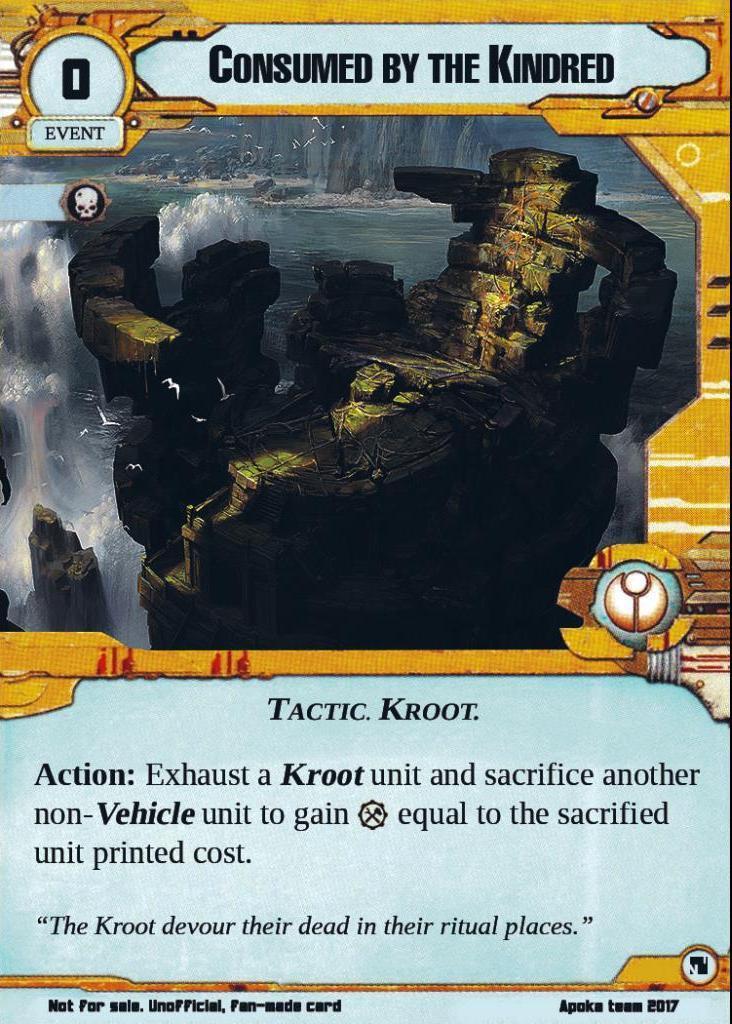 0
CONSUMED BY THE KINDRED
EVENT
TACTIC. KROOT.
Action: Exhaust a Kroot unit and sacrifice another
non-Vehicle unit to gain equal to the sacrified
unit printed cost.
“The Kroot devour their dead in their ritual places.”
Not for sale. Unofficial, fan-made card
Apoka team 2017